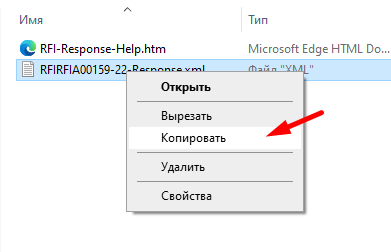 Имя Тип
RFI-Response-Help.htm Microsoft Edge HTML Do...
RFIRFIA00159-22-Response.xml Файл "XML"
Открыть
Вырезать
Копировать
Удалить
Свойства